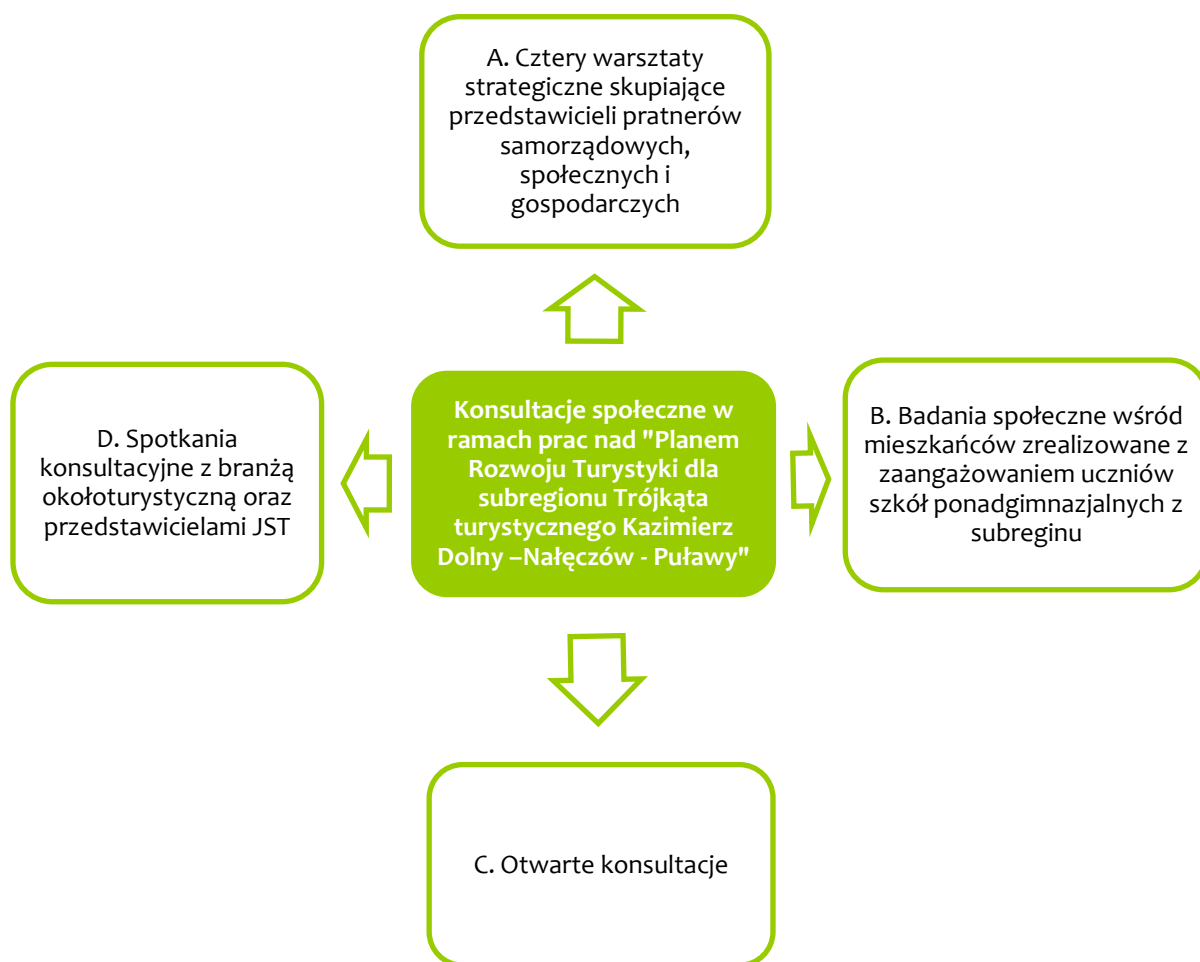 A. Cztery warsztaty
strategiczne skupiające
przedstawicieli pratnerów
samorządowych,
społecznych i
gospodarczych
D. Spotkania
konsultacyjne z branżą
okołoturystyczną oraz
przedstawicielami JST
Konsultacje społeczne w
ramach prac nad "Planem
Rozwoju Turystyki dla
subregionu Trójkąta
turystycznego Kazimierz
Dolny –Nałęczów - Puławy"
B. Badania społeczne wśród
mieszkańców zrealizowane z
zaangażowaniem uczniów
szkół ponadgimnazjalnych z
subreginu
C. Otwarte konsultacje